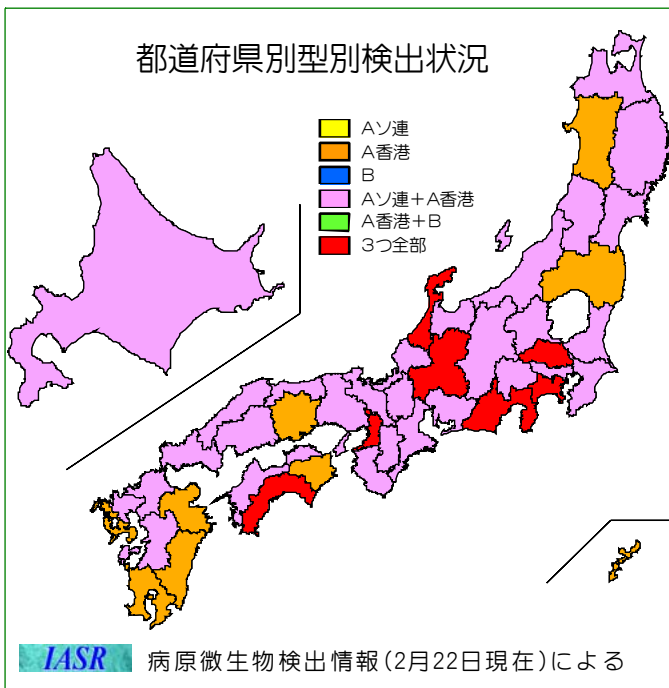 都道府県別型別検出状況
Aソ連
A香港
B
Aソ連+A香港
A香港+B
3つ全部
IASR 病原微生物検出情報(2月22日現在)による